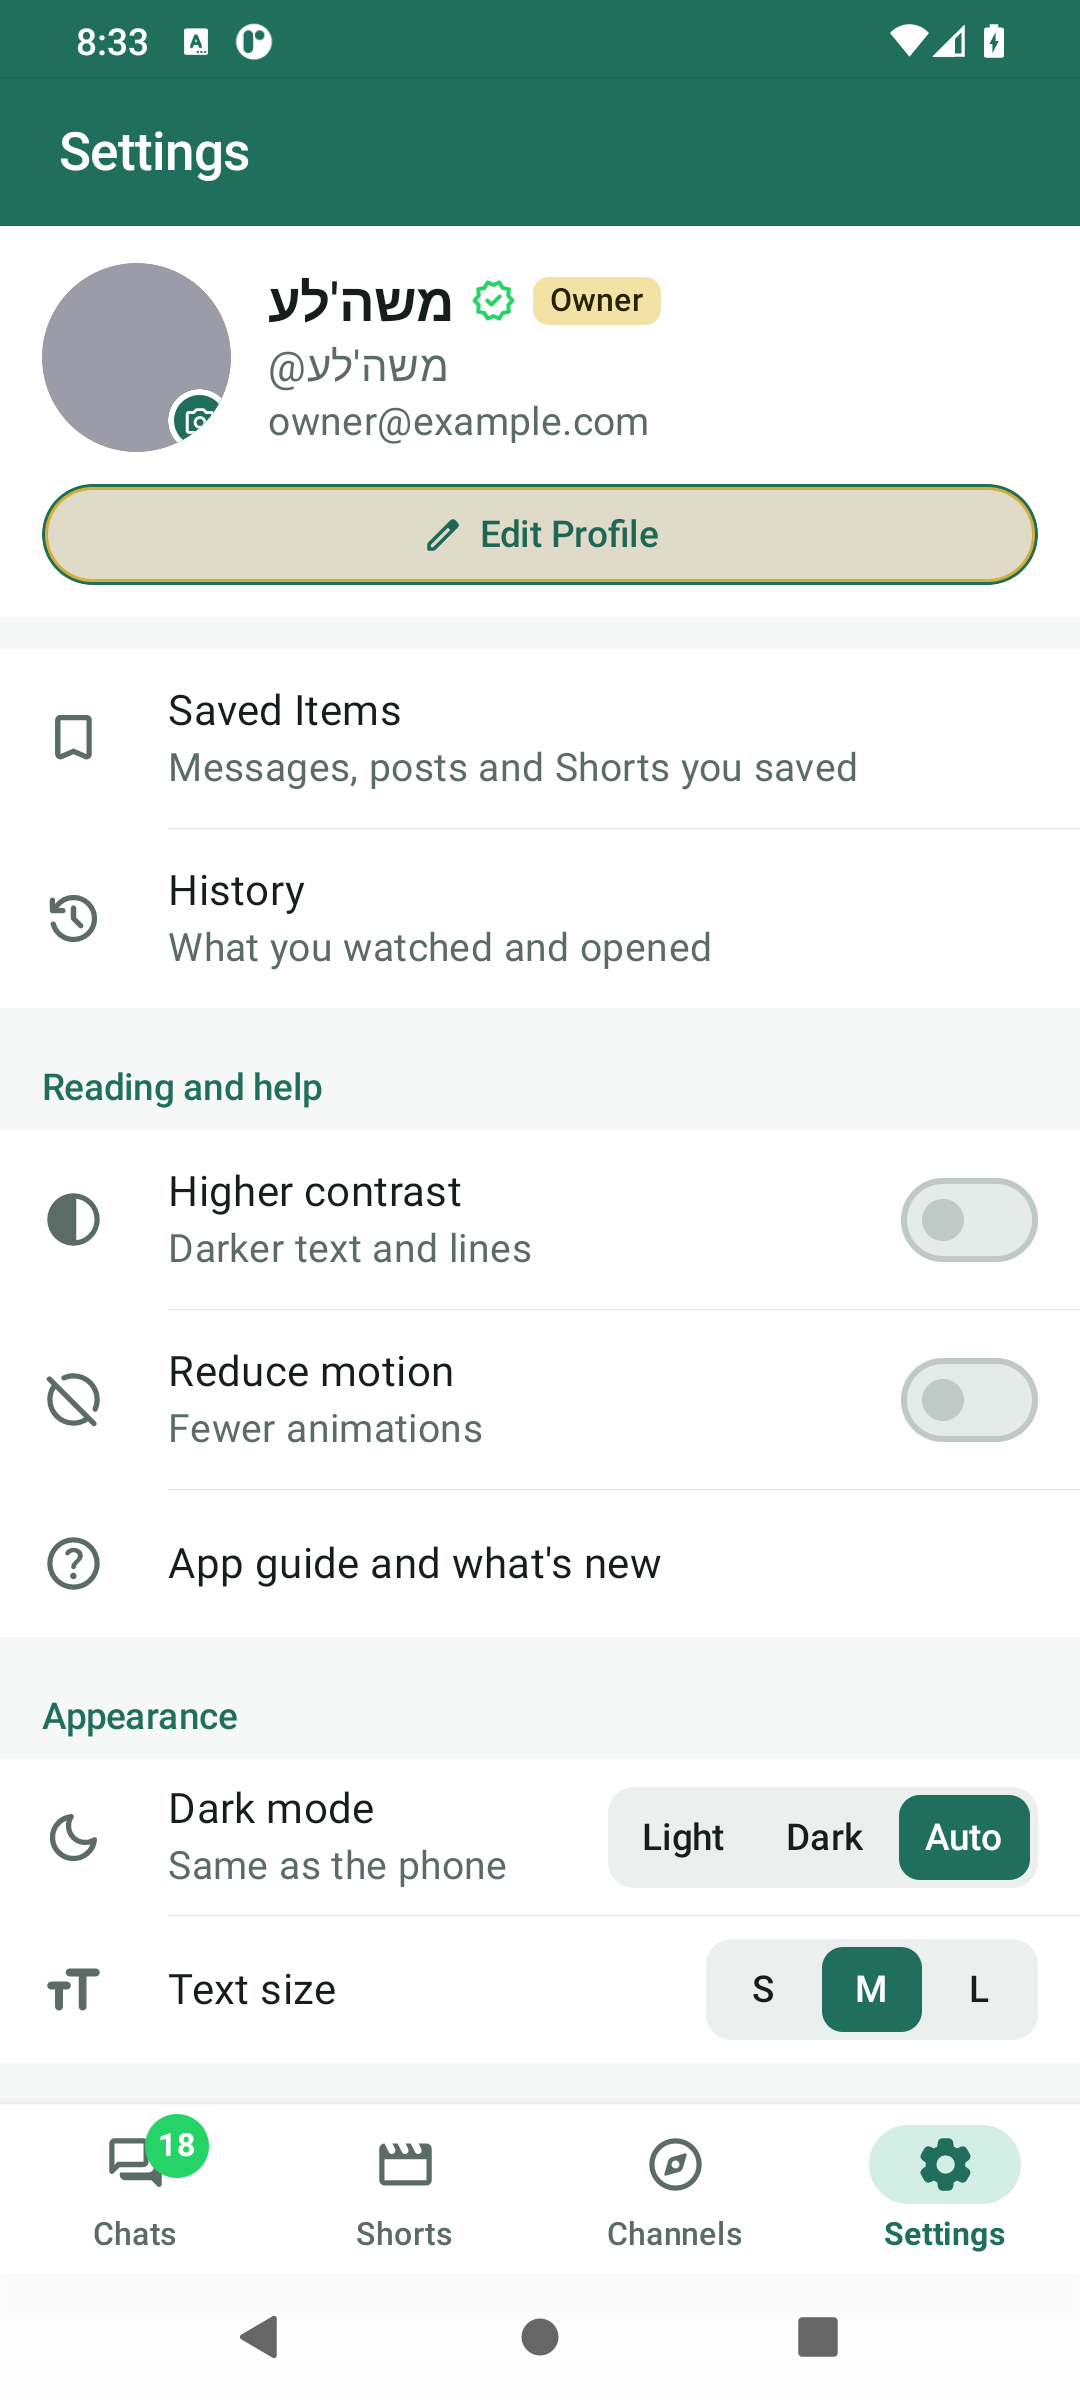 8:33
Settings
משה'לע
Owner
@משה'לע
owner@example.com
Edit Profile
Saved Items
Messages, posts and Shorts you saved
History
What you watched and opened
Reading and help
Higher contrast
Darker text and lines
Reduce motion
Fewer animations
App guide and what's new
Appearance
Dark mode
Same as the phone
Light Dark Auto
Text size
S M L
18
Chats Shorts Channels Settings